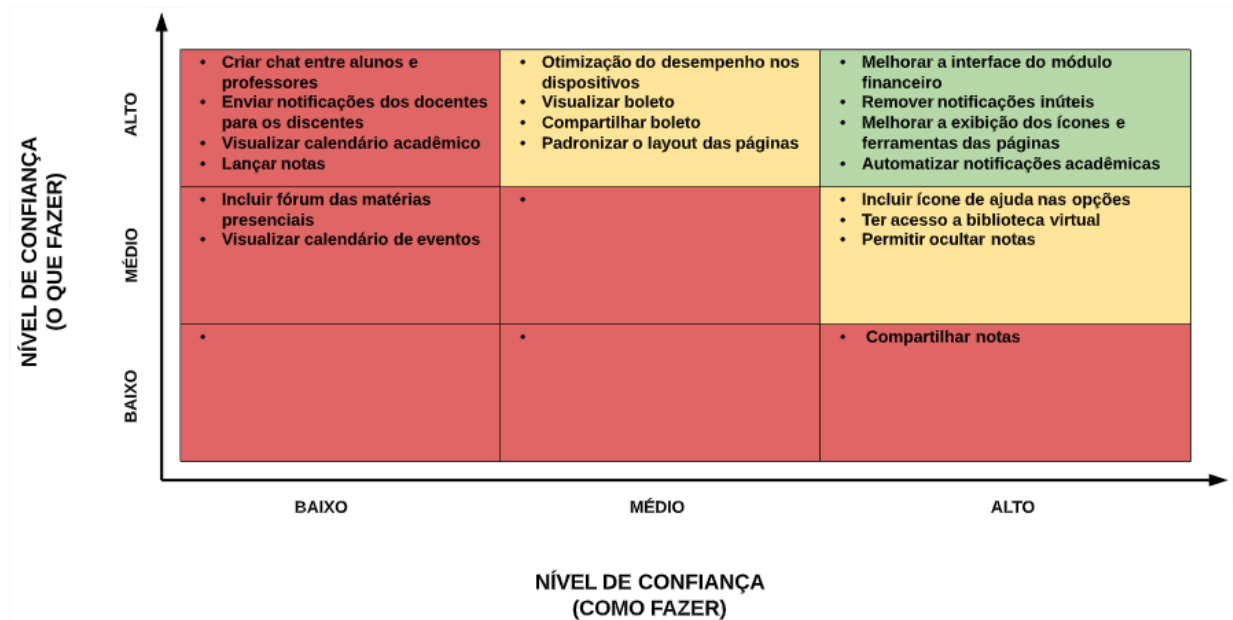 NÍVEL DE CONFIANÇA
(O QUE FAZER)
ALTO
• Criar chat entre alunos e
professores
• Enviar notificações dos docentes
para os discentes
• Visualizar calendário acadêmico
• Lançar notas
• Otimização do desempenho nos
dispositivos
• Visualizar boleto
• Compartilhar boleto
• Padronizar o layout das páginas
• Melhorar a interface do módulo
financeiro
• Remover notificações inúteis
• Melhorar a exibição dos ícones e
ferramentas das páginas
• Automatizar notificações acadêmicas
MÉDIO
• Incluir fórum das matérias
presenciais
• Visualizar calendário de eventos
•
• Incluir ícone de ajuda nas opções
• Ter acesso a biblioteca virtual
• Permitir ocultar notas
BAIXO
•
•
• Compartilhar notas
BAIXO
MÉDIO
ALTO
NÍVEL DE CONFIANÇA
(COMO FAZER)